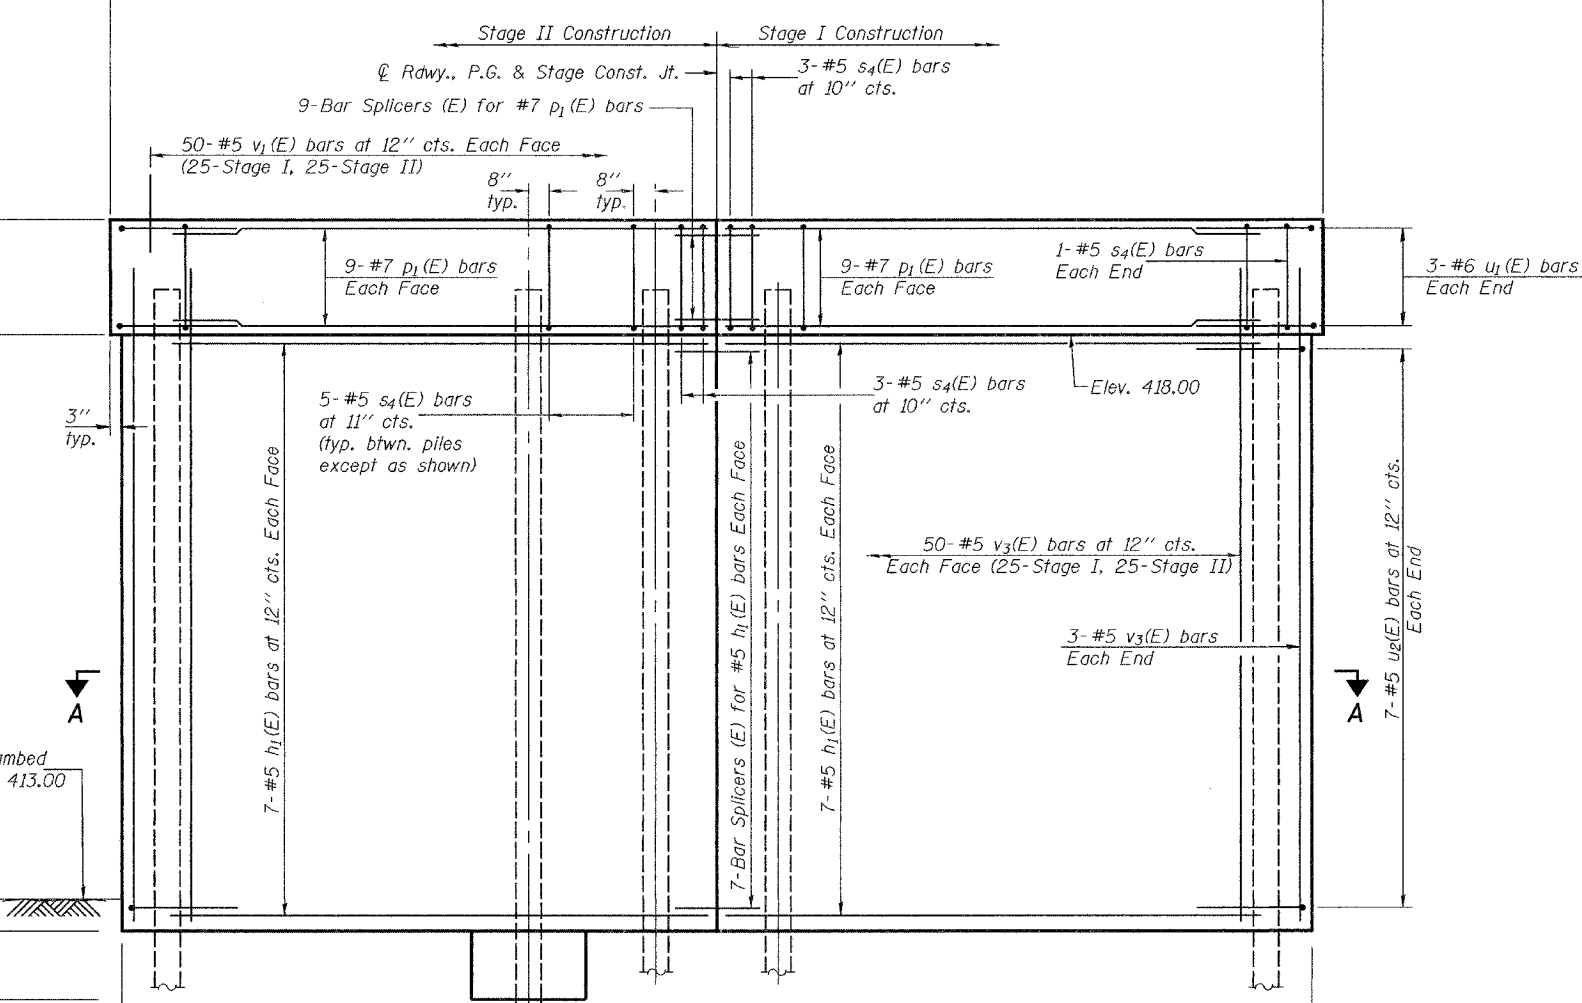 Stage II Construction
Stage I Construction
℄ Rdwy., P.G. & Stage Const. Jt.
3-#5 s4(E) bars
at 10" cts.
9-Bar Splicers (E) for #7 p1(E) bars
50-#5 v1(E) bars at 12" cts. Each Face
(25-Stage I, 25-Stage II)
8"
typ.
8"
typ.
9-#7 p1(E) bars
Each Face
9-#7 p1(E) bars
Each Face
1-#5 s4(E) bars
Each End
3-#6 u1(E) bars
Each End
5-#5 s4(E) bars
at 11" cts.
(typ. btwn. piles
except as shown)
3-#5 s4(E) bars
at 10" cts.
Elev. 418.00
3"
typ.
7-#5 h1(E) bars at 12" cts. Each Face
7-Bar Splicers (E) for #5 h1(E) bars Each Face
7-#5 h1(E) bars at 12" cts. Each Face
50-#5 v3(E) bars at 12" cts.
Each Face (25-Stage I, 25-Stage II)
3-#5 v3(E) bars
Each End
7-#5 u2(E) bars at 12" cts.
Each End
A
A
ambed
413.00